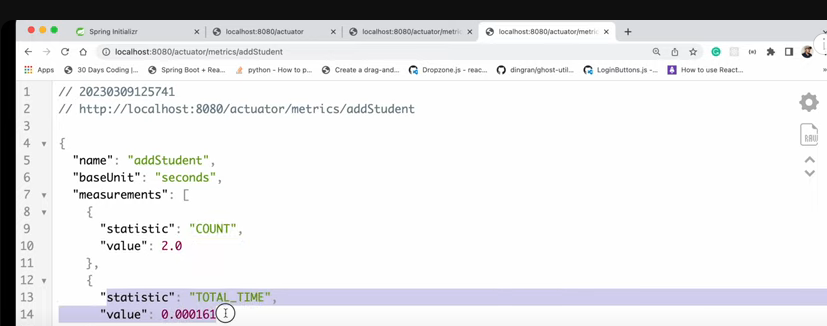 Spring Initializr
localhost:8080/actuator
localhost:8080/actuator/metric
localhost:8080/actuator/metric
localhost:8080/actuator/metrics/addStudent
Apps
30 Days Coding |...
Spring Boot + Rea...
python - How to p...
Create a drag-and...
Dropzone.js - reac...
dingran/ghost-util...
LoginButtons.js –...
How to use React...
1 // 20230309125741
2 // http://localhost:8080/actuator/metrics/addStudent
3
4 {
5 "name": "addStudent",
6 "baseUnit": "seconds",
7 "measurements": [
8 {
9 "statistic": "COUNT",
10 "value": 2.0
11 },
12 {
13 "statistic": "TOTAL_TIME",
14 "value": 0.000161
RAW